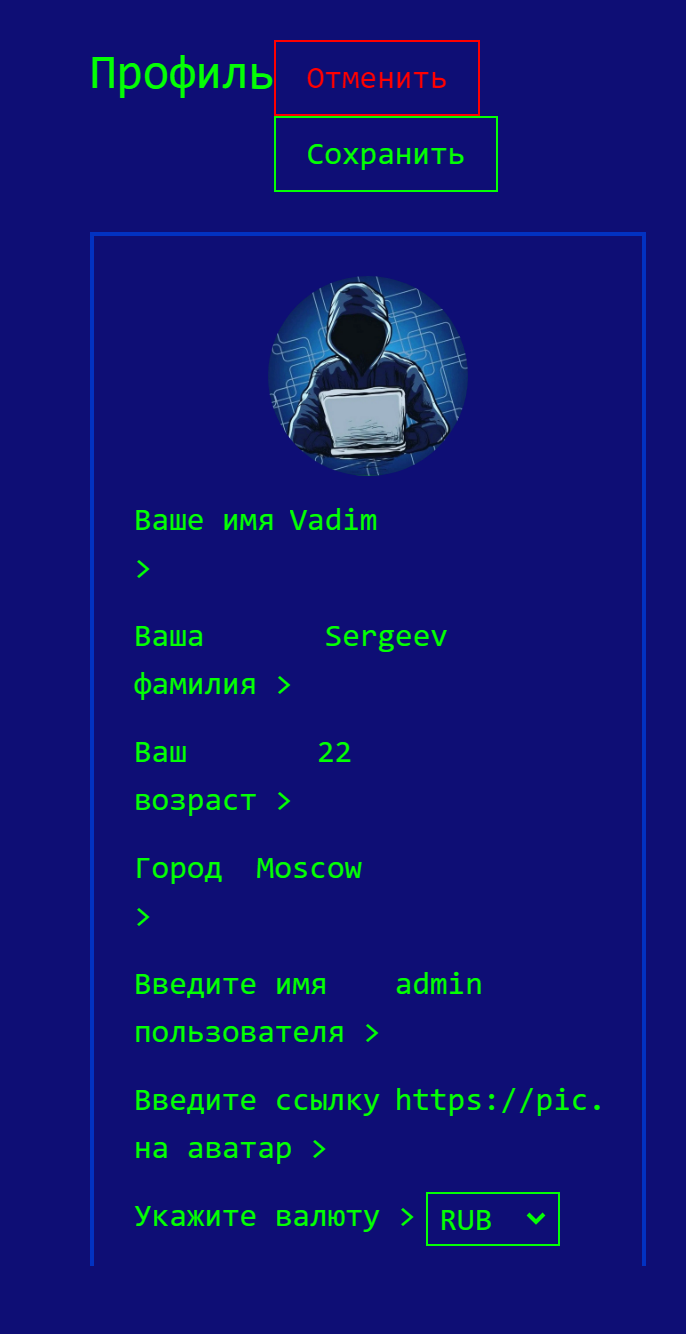 Профиль Отменить
Сохранить
Ваше имя Vadim
>
Ваша Sergeev
фамилия >
Ваш 22
возраст >
Город Moscow
>
Введите имя admin
пользователя >
Введите ссылку https://pic.
на аватар >
Укажите валюту > RUB